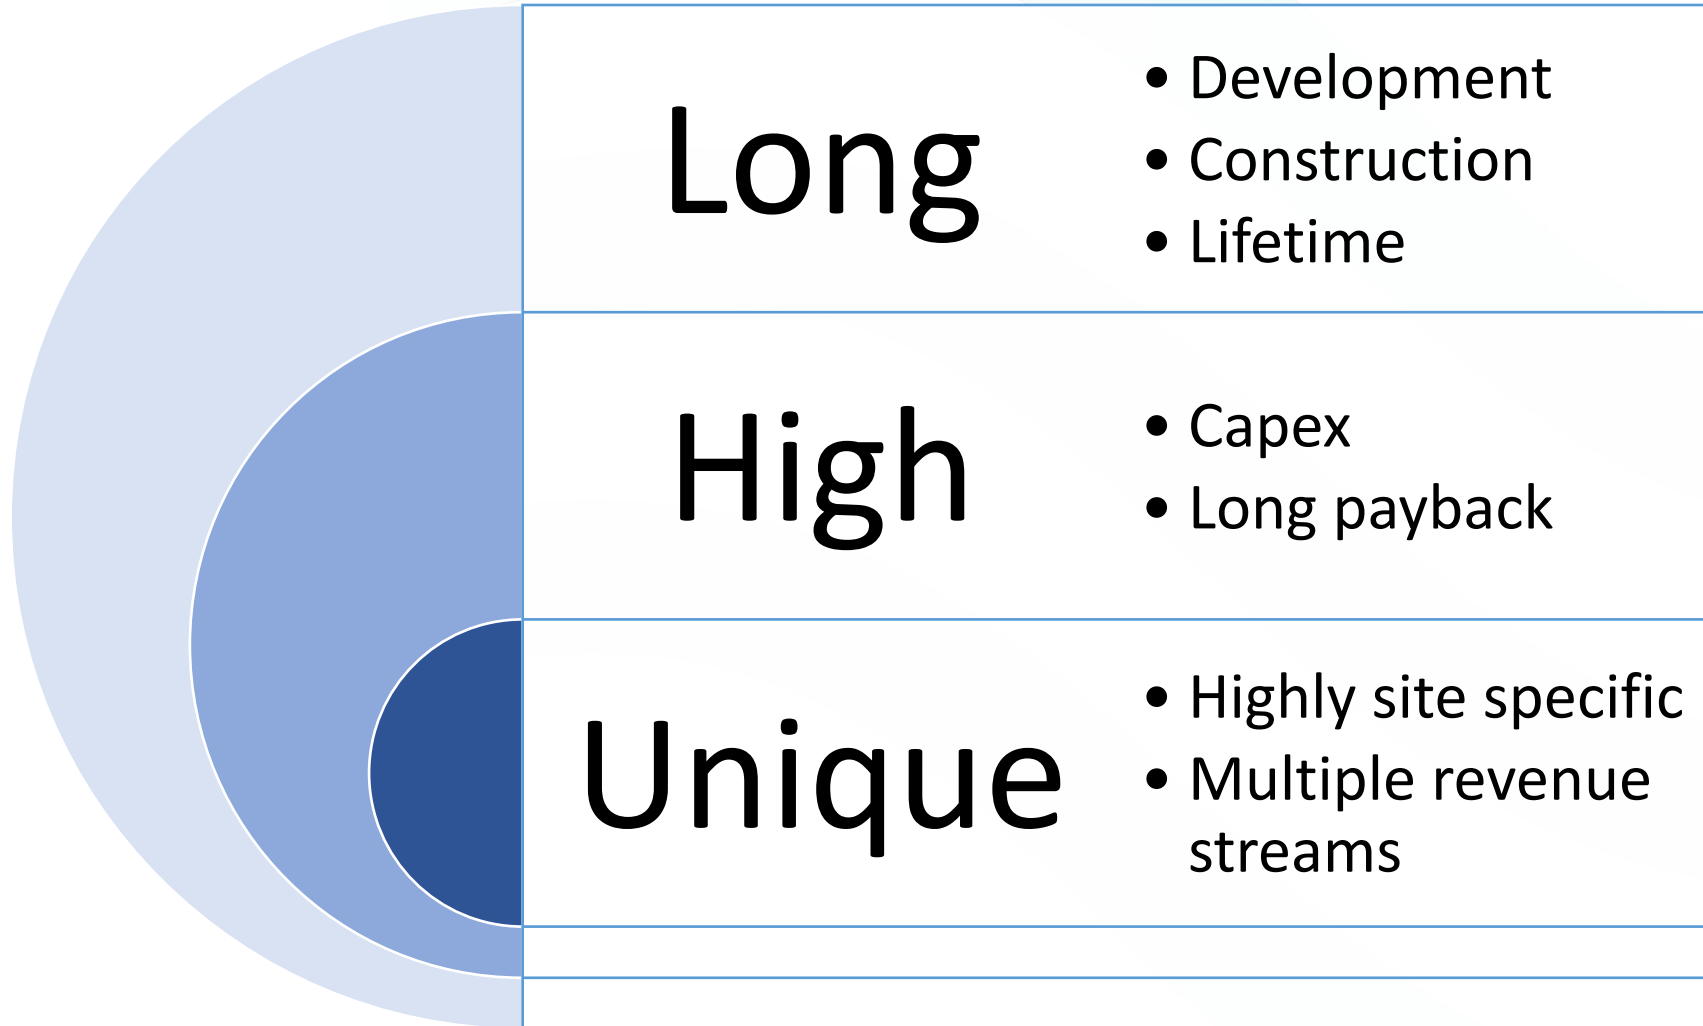 Long
• Development
• Construction
• Lifetime
High
• Capex
• Long payback
Unique
• Highly site specific
• Multiple revenue
streams